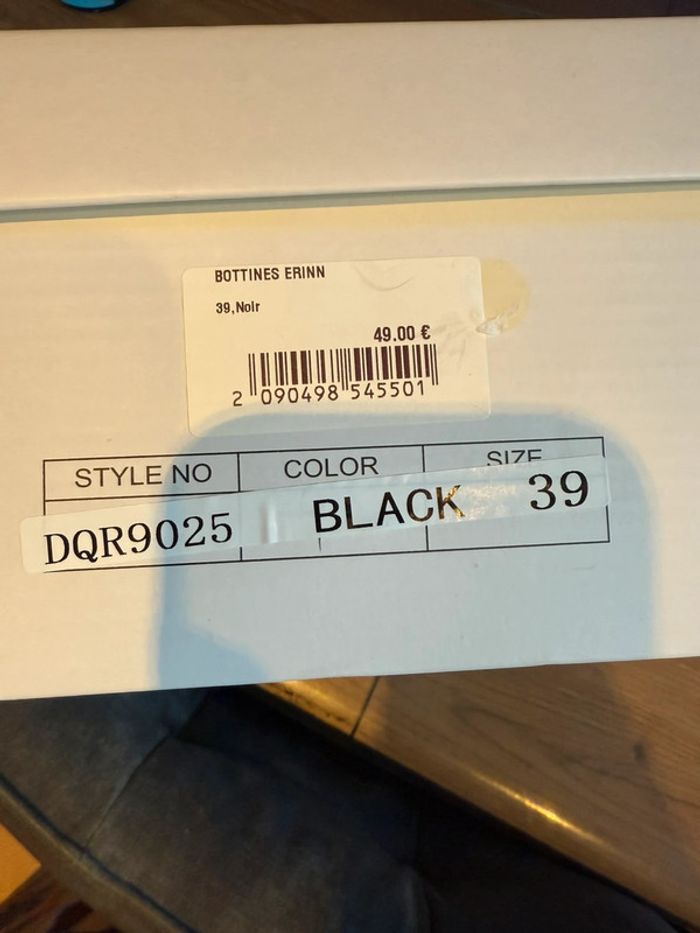 BOTTINES ERINN
39,Noir
49.00 €
2 090498 545501
STYLE NO COLOR SIZE
DQR9025 BLACK 39